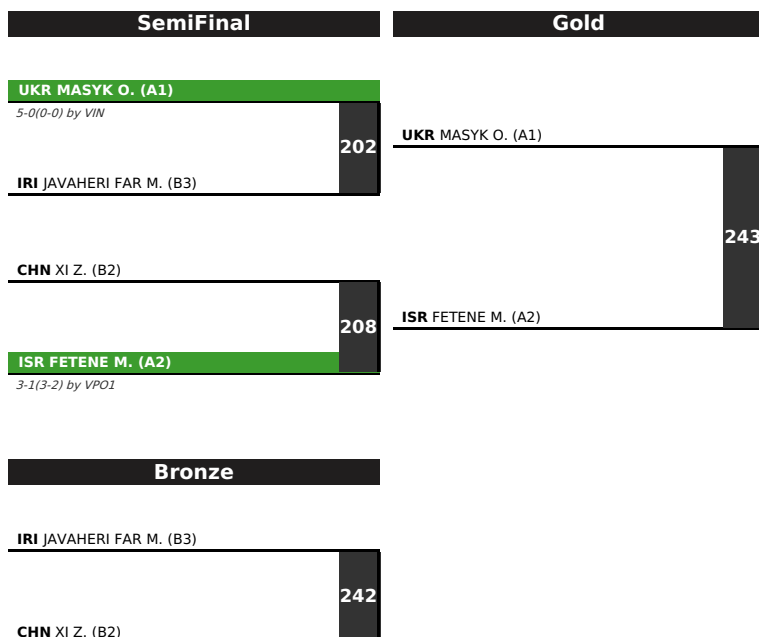 SemiFinal
Gold
UKR MASYK O. (A1)
5-0(0-0) by VIN
202
IRI JAVAHERI FAR M. (B3)
CHN XI Z. (B2)
208
ISR FETENE M. (A2)
3-1(3-2) by VPO1
UKR MASYK O. (A1)
243
ISR FETENE M. (A2)
Bronze
IRI JAVAHERI FAR M. (B3)
242
CHN XI Z. (B2)